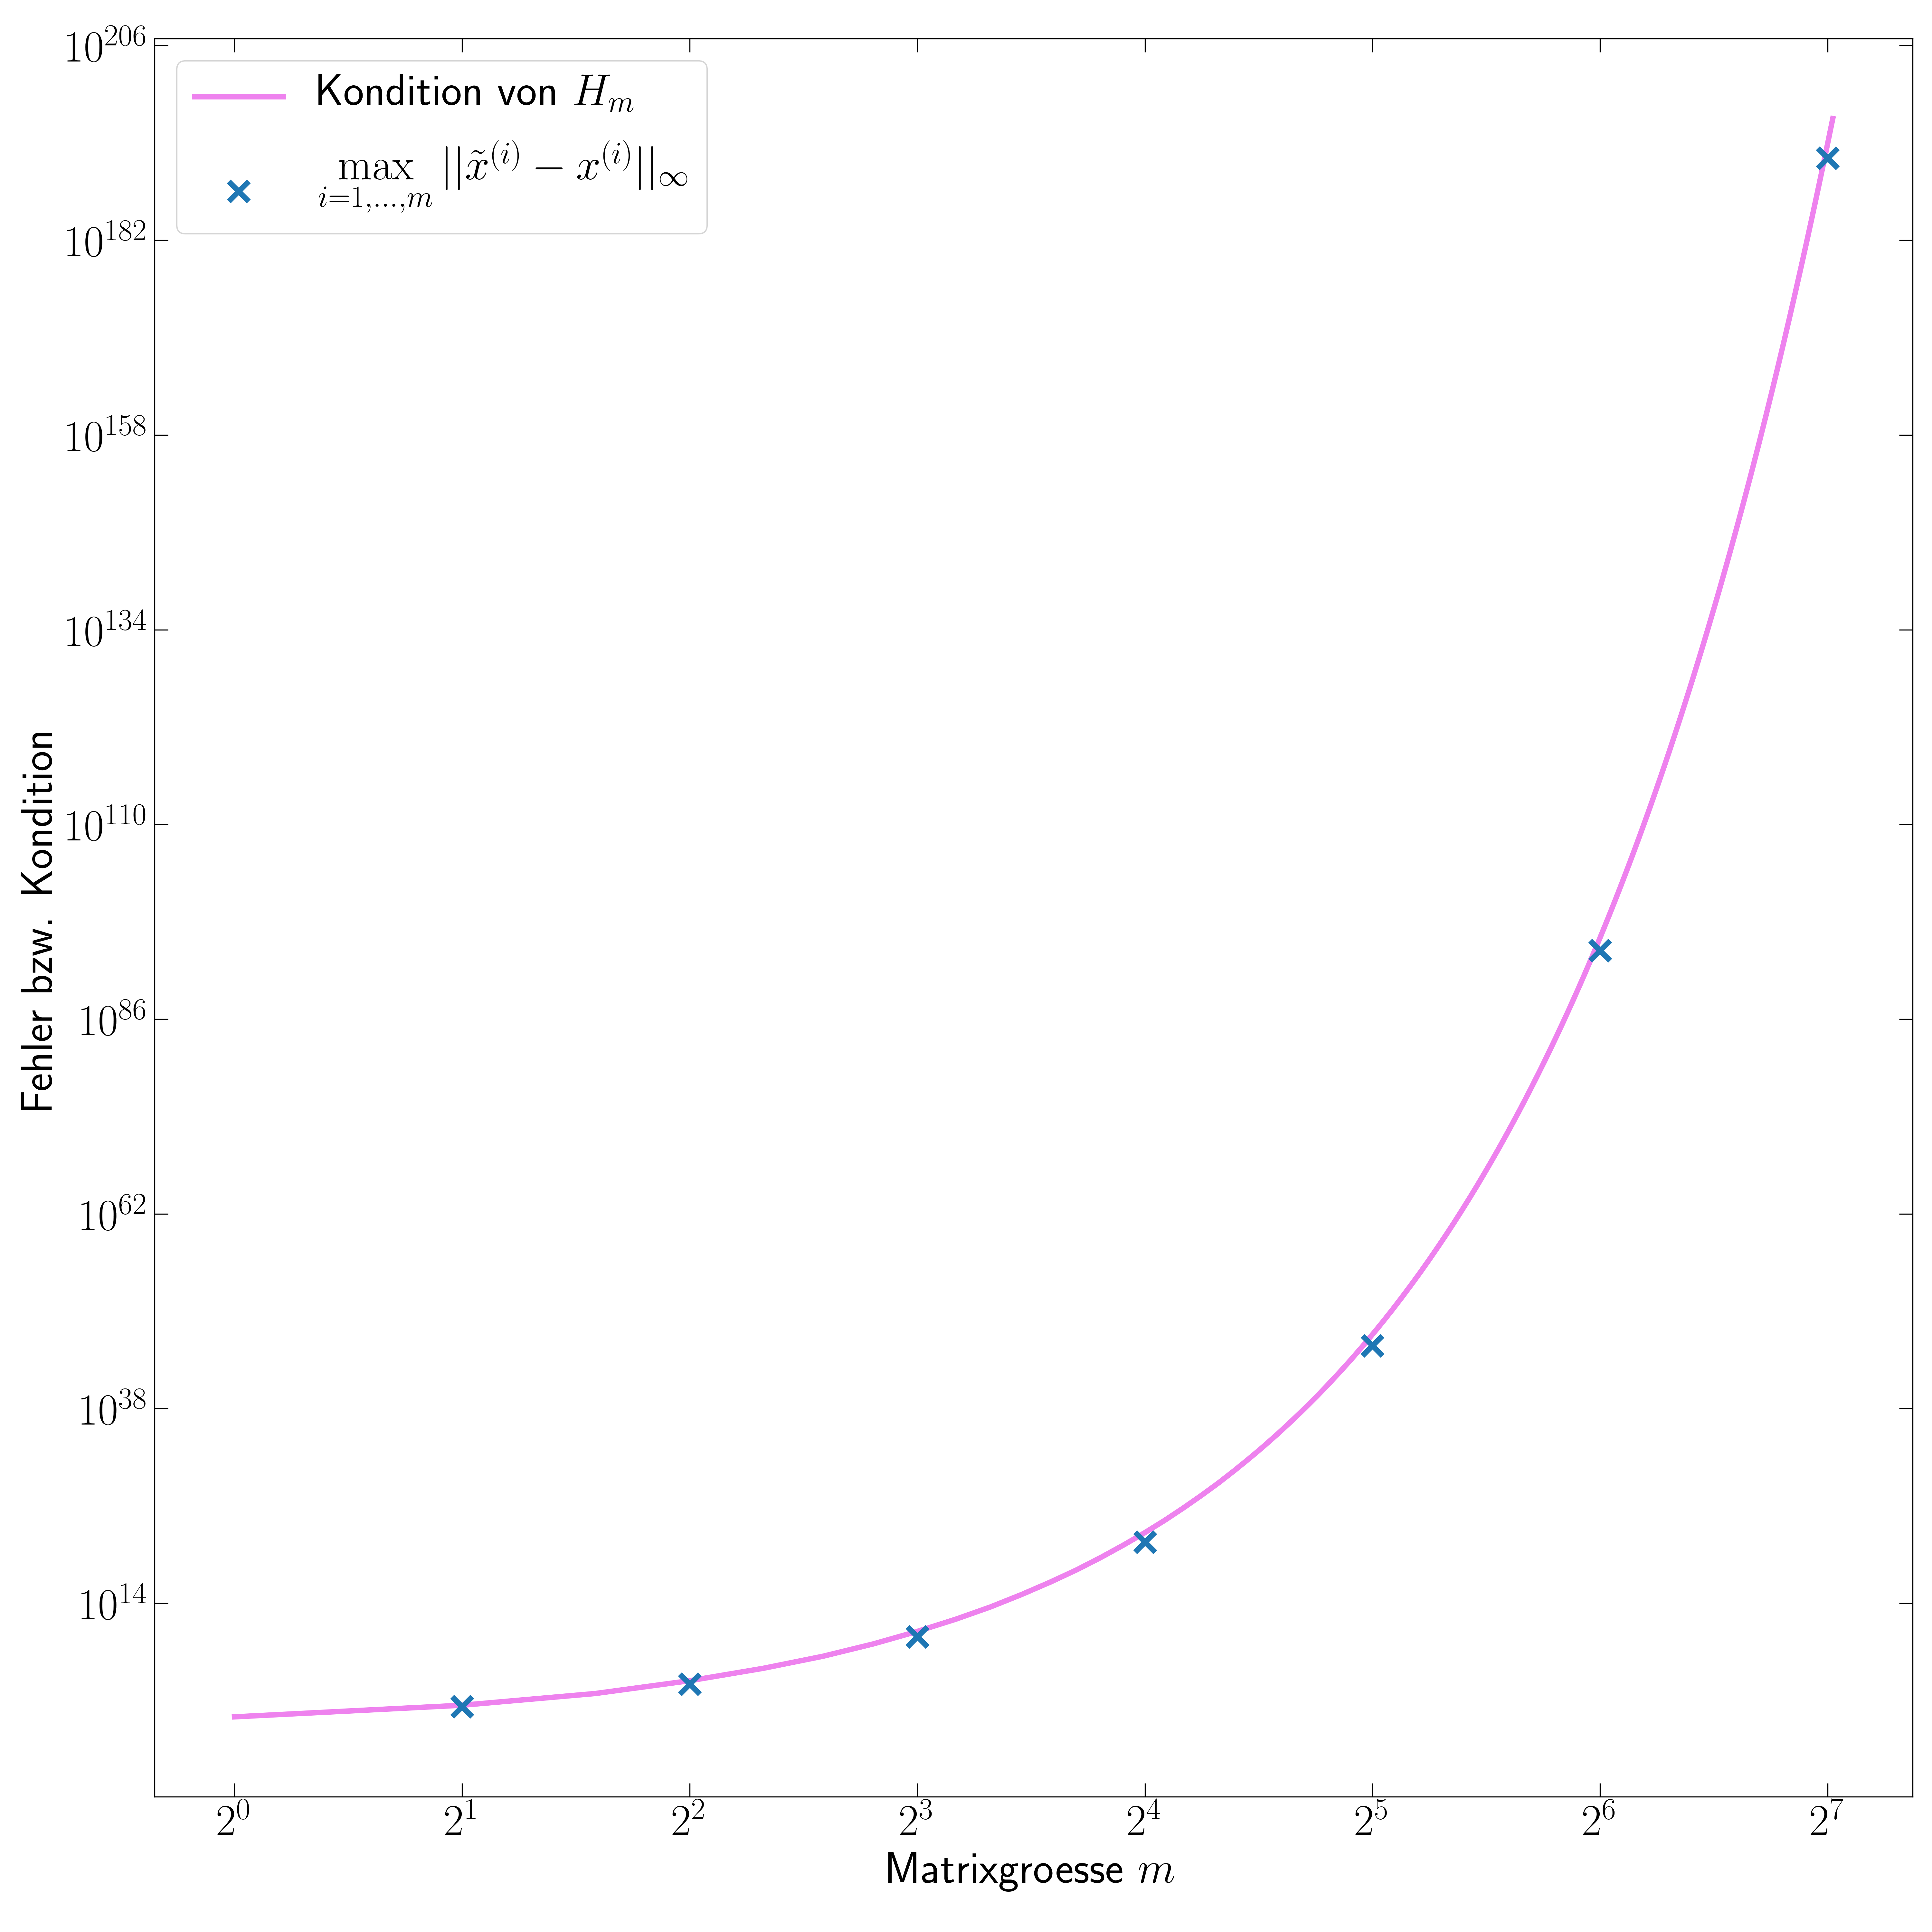 10^206
10^182
10^158
10^134
10^110
10^86
10^62
10^38
10^14
Kondition von H_m
max_{i=1,...,m} ||x̃^(i) − x^(i)||_∞
Fehler bzw. Kondition
2^0 2^1 2^2 2^3 2^4 2^5 2^6 2^7
Matrixgroesse m